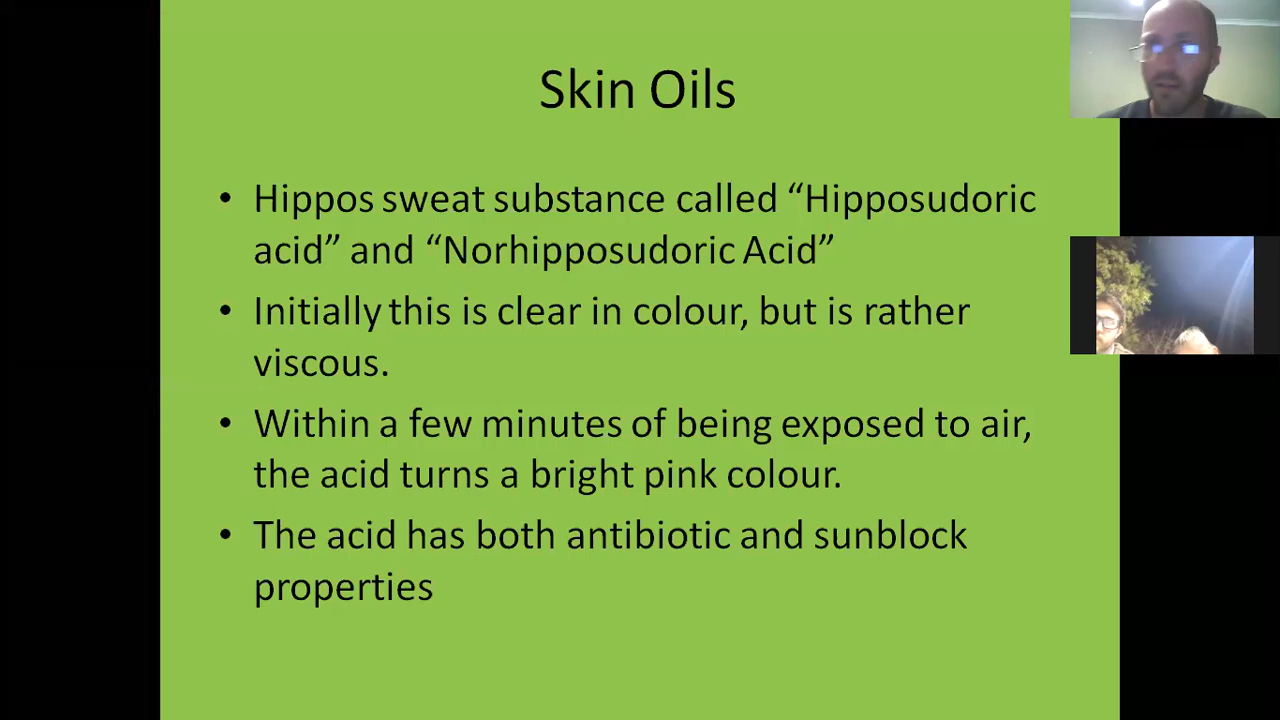 Skin Oils
• Hippos sweat substance called “Hipposudoric
acid” and “Norhipposudoric Acid”
• Initially this is clear in colour, but is rather
viscous.
• Within a few minutes of being exposed to air,
the acid turns a bright pink colour.
• The acid has both antibiotic and sunblock
properties